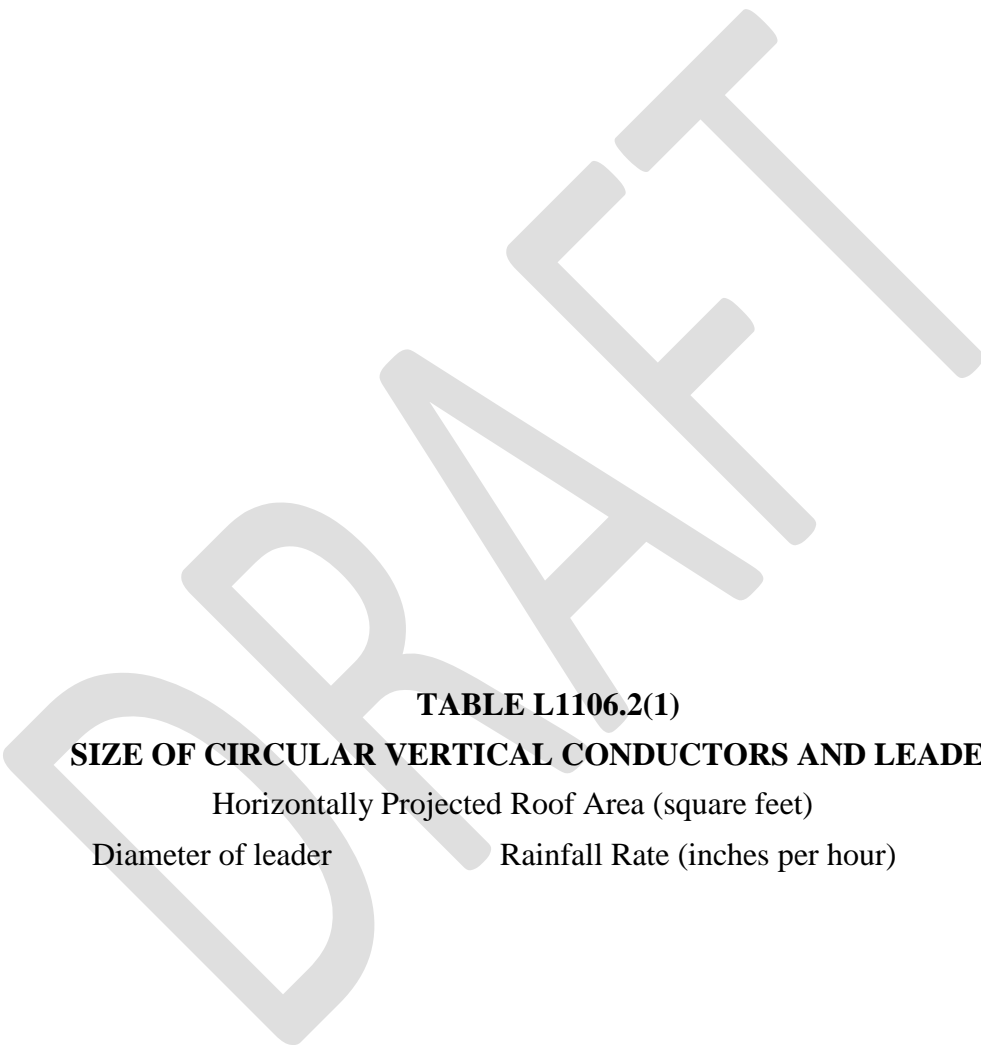 DRAFT
TABLE L1106.2(1)
SIZE OF CIRCULAR VERTICAL CONDUCTORS AND LEADE
Horizontally Projected Roof Area (square feet)
Diameter of leader Rainfall Rate (inches per hour)